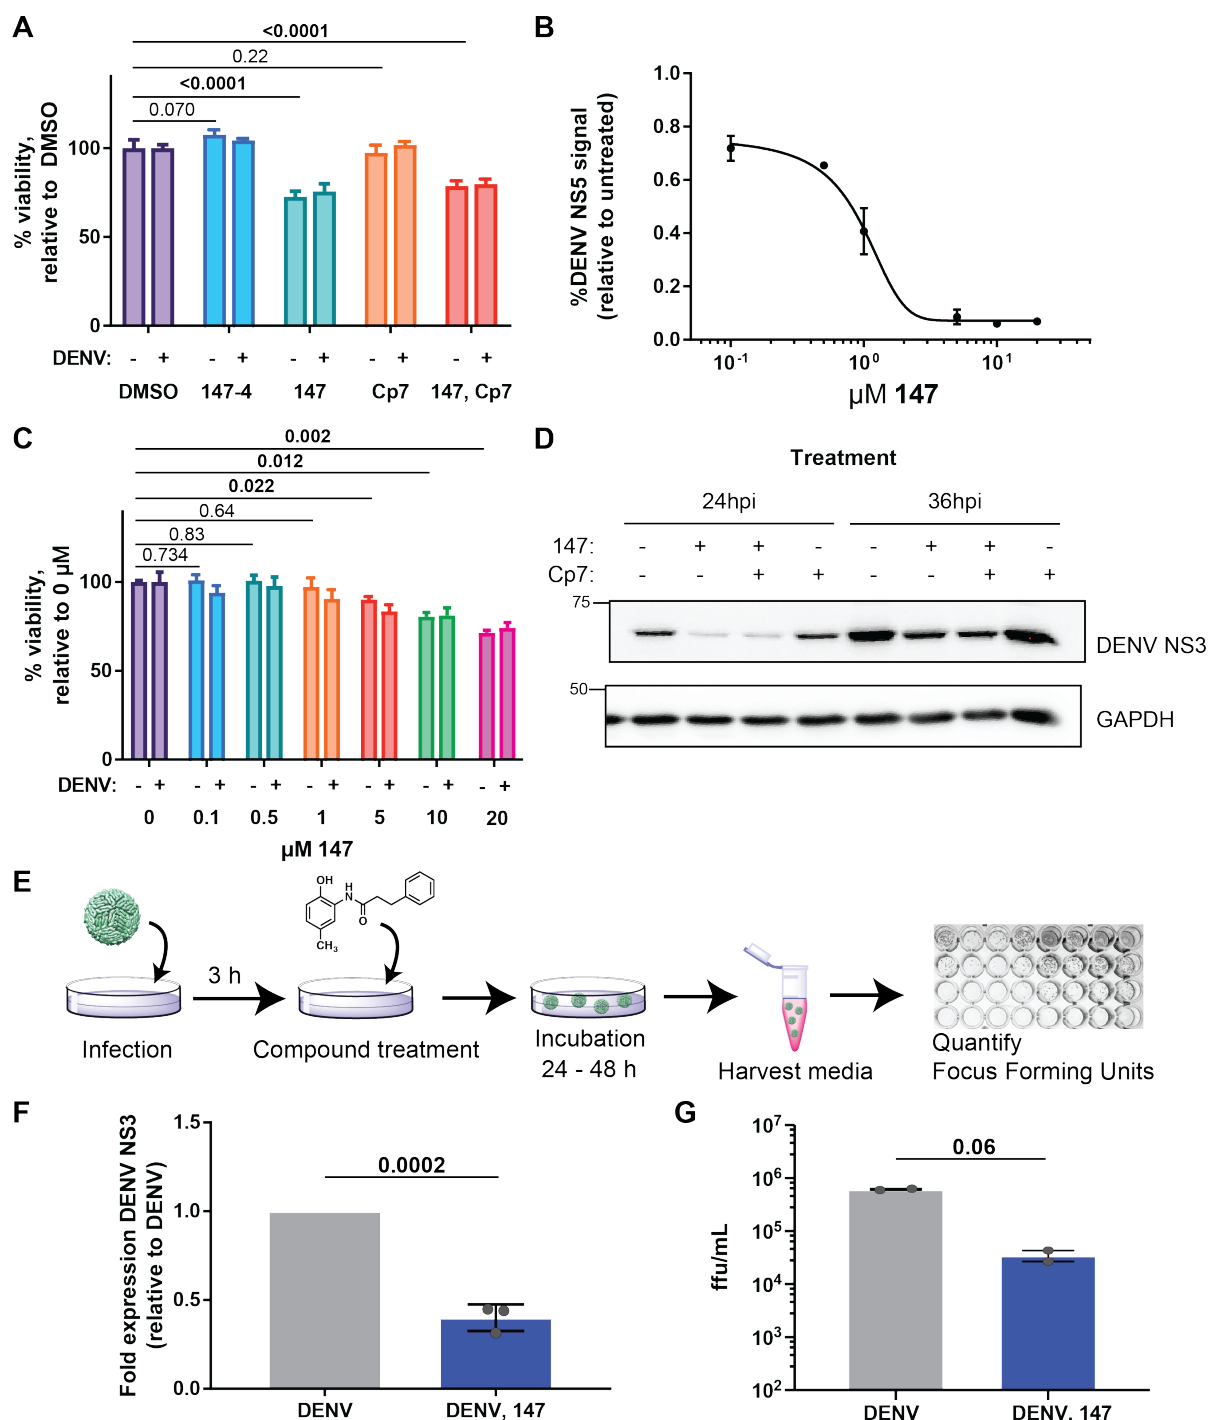 A
% viability,
relative to DMSO
<0.0001
0.22
<0.0001
0.070
100
50
0
DENV: - + - + - + - + - +
DMSO 147-4 147 Cp7 147, Cp7
B
%DENV NS5 signal
(relative to untreated)
1.0
0.8
0.6
0.4
0.2
0.0
10-1 100 101
µM 147
C
% viability,
relative to 0 µM
0.002
0.012
0.022
0.64
0.83
0.734
100
50
0
DENV: - + - + - + - + - + - + - +
0 0.1 0.5 1 5 10 20
µM 147
D
Treatment
24hpi 36hpi
147: - + + - - + + -
Cp7: - - + + - - + +
75
DENV NS3
50
GAPDH
E
OH
H
N
O
CH3
3 h
Infection
Compound treatment
Incubation
24 - 48 h
Harvest media
Quantify
Focus Forming Units
F
Fold expression DENV NS3
(relative to DENV)
1.5
1.0
0.5
0.0
0.0002
DENV DENV, 147
G
ffu/mL
107
106
105
104
103
102
0.06
DENV DENV, 147